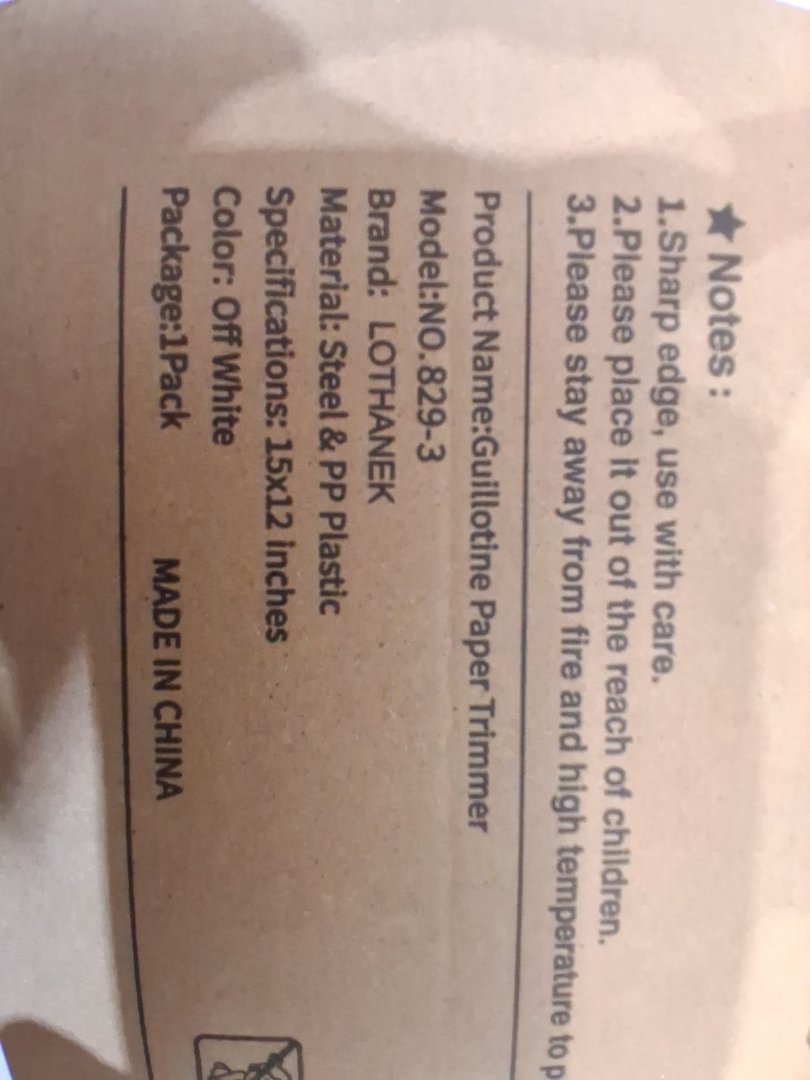 ★ Notes :
1.Sharp edge, use with care.
2.Please place it out of the reach of children.
3.Please stay away from fire and high temperature to
Product Name:Guillotine Paper Trimmer
Model:NO.829-3
Brand: LOTHANEK
Material: Steel & PP Plastic
Specifications: 15x12 inches
Color: Off White
Package:1Pack MADE IN CHINA